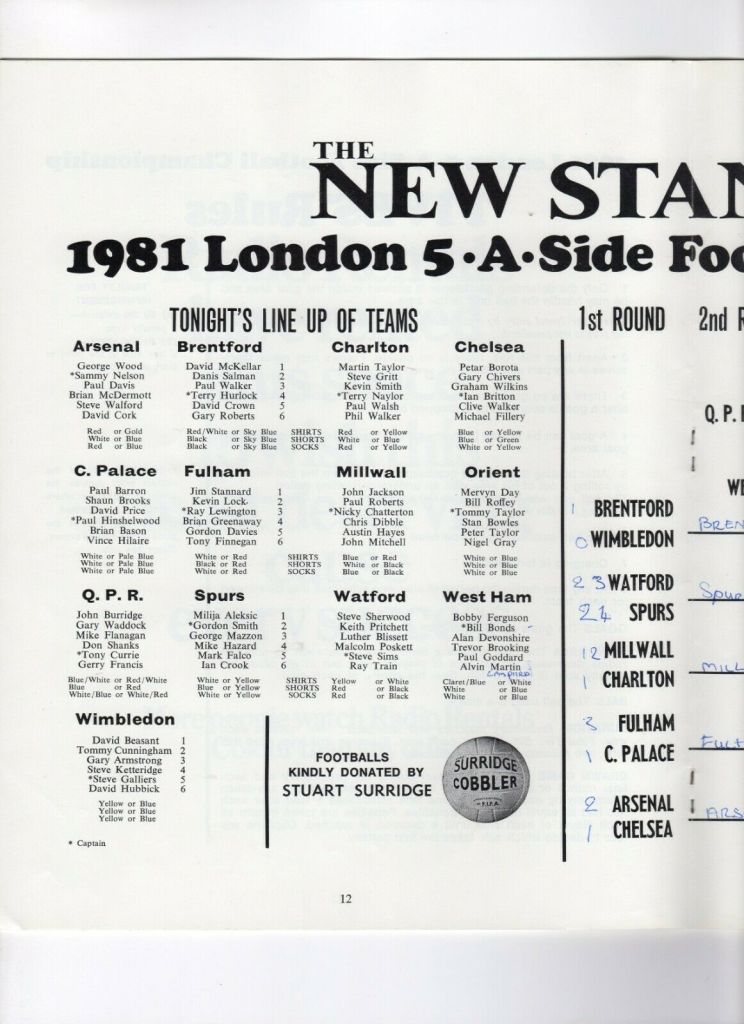 THE
NEW STAN
1981 London 5·A·Side Foo
TONIGHT'S LINE UP OF TEAMS
1st ROUND
2nd R
Arsenal
George Wood
*Sammy Nelson
Paul Davis
Brian McDermott
Steve Walford
David Cork
Red or Gold
White or Blue
Red or Blue
Brentford
David McKellar 1
Danis Salman 2
Paul Walker 3
*Terry Hurlock 4
David Crown 5
Gary Roberts 6
Red/White or Sky Blue SHIRTS
Black or Sky Blue SHORTS
Black or Sky Blue SOCKS
Charlton
Martin Taylor
Steve Gritt
Kevin Smith
*Terry Naylor
Paul Walsh
Phil Walker
Red or Yellow
White or Blue
Red or Yellow
Chelsea
Petar Borota
Gary Chivers
Graham Wilkins
*Ian Britton
Clive Walker
Michael Fillery
Blue or Yellow
Blue or Green
White or Yellow
C. Palace
Paul Barron
Shaun Brooks
David Price
*Paul Hinshelwood
Brian Bason
Vince Hilaire
White or Pale Blue
White or Pale Blue
White or Pale Blue
Fulham
Jim Stannard 1
Kevin Lock 2
*Ray Lewington 3
Brian Greenaway 4
Gordon Davies 5
Tony Finnegan 6
White or Red SHIRTS
Black or Red SHORTS
White or Red SOCKS
Millwall
John Jackson
Paul Roberts
*Nicky Chatterton
Chris Dibble
Austin Hayes
John Mitchell
Blue or Red
White or Black
Blue or Black
Orient
Mervyn Day
Bill Roffey
*Tommy Taylor
Stan Bowles
Peter Taylor
Nigel Gray
White or Blue
White or Blue
White or Blue
Q. P. R.
John Burridge
Gary Waddock
Mike Flanagan
Don Shanks
*Tony Currie
Gerry Francis
Blue/White or Red/White
Blue or Red
White/Blue or White/Red
Spurs
Milija Aleksic 1
*Gordon Smith 2
George Mazzon 3
Mike Hazard 4
Mark Falco 5
Ian Crook 6
White or Yellow SHIRTS
Blue or Yellow SHORTS
White or Yellow SOCKS
Watford
Steve Sherwood
Keith Pritchett
Luther Blissett
Malcolm Poskett
*Steve Sims
Ray Train
Yellow or White
Red or Black
Red or Black
West Ham
Bobby Ferguson
*Bill Bonds
Alan Devonshire
Trevor Brooking
Paul Goddard
Alvin Martin
Claret/Blue or White
White or Blue
White or Blue
Wimbledon
David Beasant 1
Tommy Cunningham 2
Gary Armstrong 3
Steve Ketteridge 4
*Steve Galliers 5
David Hubbick 6
Yellow or Blue
Yellow or Blue
Yellow or Blue
* Captain
FOOTBALLS
KINDLY DONATED BY
STUART SURRIDGE
SURRIDGE
COBBLER
F.I.F.A.
Q.P.
WE
1 BRENTFORD
BREN
0 WIMBLEDON
2 3 WATFORD
Spur
2 4 SPURS
1 2 MILLWALL
MILL
1 CHARLTON
3 FULHAM
FULH
1 C. PALACE
2 ARSENAL
ARS
1 CHELSEA
12